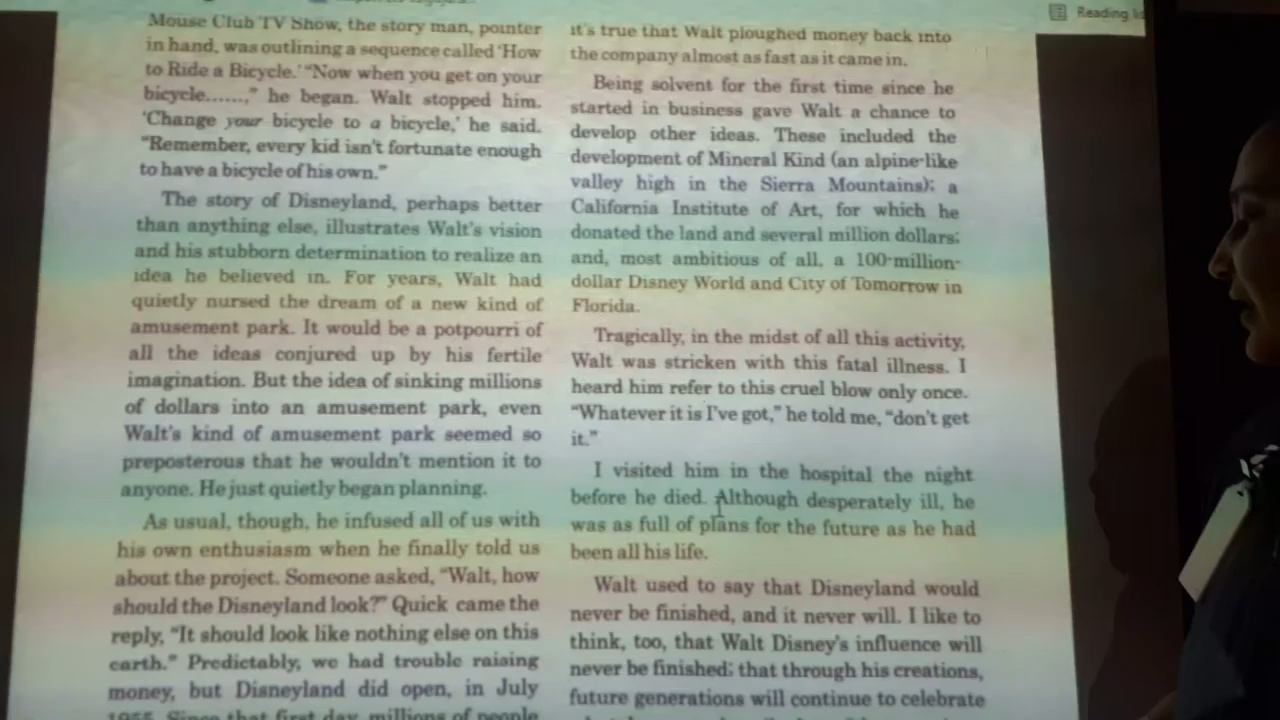 Reading
Mouse Club TV Show, the story man, pointer
in hand, was outlining a sequence called 'How
to Ride a Bicycle.' "Now when you get on your
bicycle......," he began. Walt stopped him.
'Change your bicycle to a bicycle,' he said.
"Remember, every kid isn't fortunate enough
to have a bicycle of his own."
The story of Disneyland, perhaps better
than anything else, illustrates Walt's vision
and his stubborn determination to realize an
idea he believed in. For years, Walt had
quietly nursed the dream of a new kind of
amusement park. It would be a potpourri of
all the ideas conjured up by his fertile
imagination. But the idea of sinking millions
of dollars into an amusement park, even
Walt's kind of amusement park seemed so
preposterous that he wouldn't mention it to
anyone. He just quietly began planning.
As usual, though, he infused all of us with
his own enthusiasm when he finally told us
about the project. Someone asked, "Walt, how
should the Disneyland look?" Quick came the
reply, "It should look like nothing else on this
earth." Predictably, we had trouble raising
money, but Disneyland did open, in July
1955. Since that first day, millions of people
it's true that Walt ploughed money back into
the company almost as fast as it came in.
Being solvent for the first time since he
started in business gave Walt a chance to
develop other ideas. These included the
development of Mineral Kind (an alpine-like
valley high in the Sierra Mountains); a
California Institute of Art, for which he
donated the land and several million dollars;
and, most ambitious of all, a 100-million-
dollar Disney World and City of Tomorrow in
Florida.
Tragically, in the midst of all this activity,
Walt was stricken with this fatal illness. I
heard him refer to this cruel blow only once.
"Whatever it is I've got," he told me, "don't get
it."
I visited him in the hospital the night
before he died. Although desperately ill, he
was as full of plans for the future as he had
been all his life.
Walt used to say that Disneyland would
never be finished, and it never will. I like to
think, too, that Walt Disney's influence will
never be finished; that through his creations,
future generations will continue to celebrate